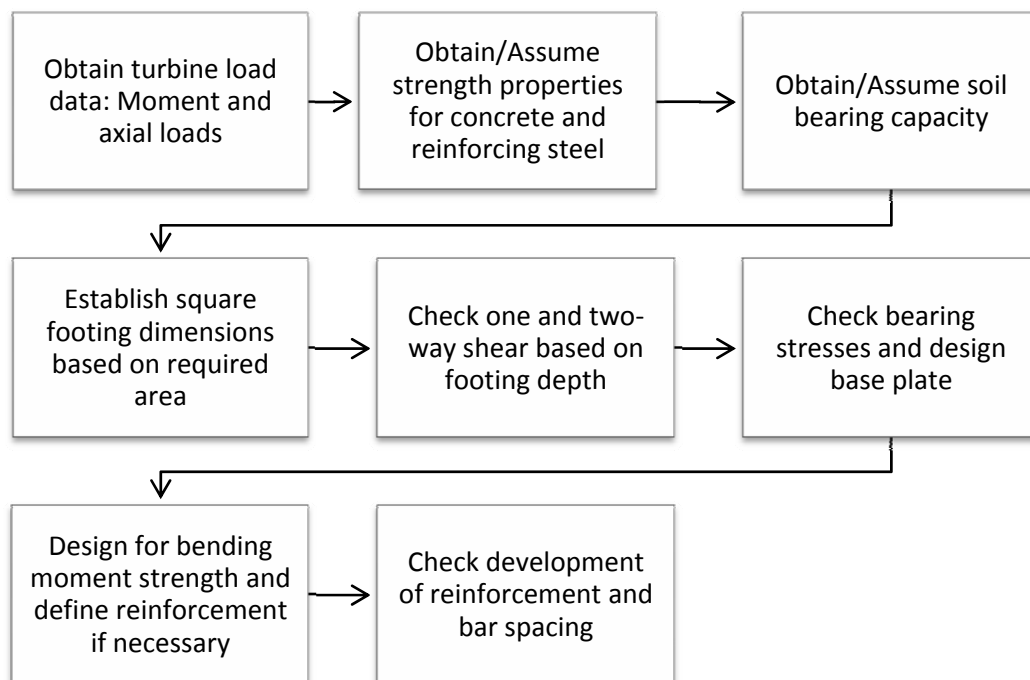 Obtain turbine load
data: Moment and
axial loads
Obtain/Assume
strength properties
for concrete and
reinforcing steel
Obtain/Assume soil
bearing capacity
Establish square
footing dimensions
based on required
area
Check one and two-
way shear based on
footing depth
Check bearing
stresses and design
base plate
Design for bending
moment strength and
define reinforcement
if necessary
Check development
of reinforcement and
bar spacing